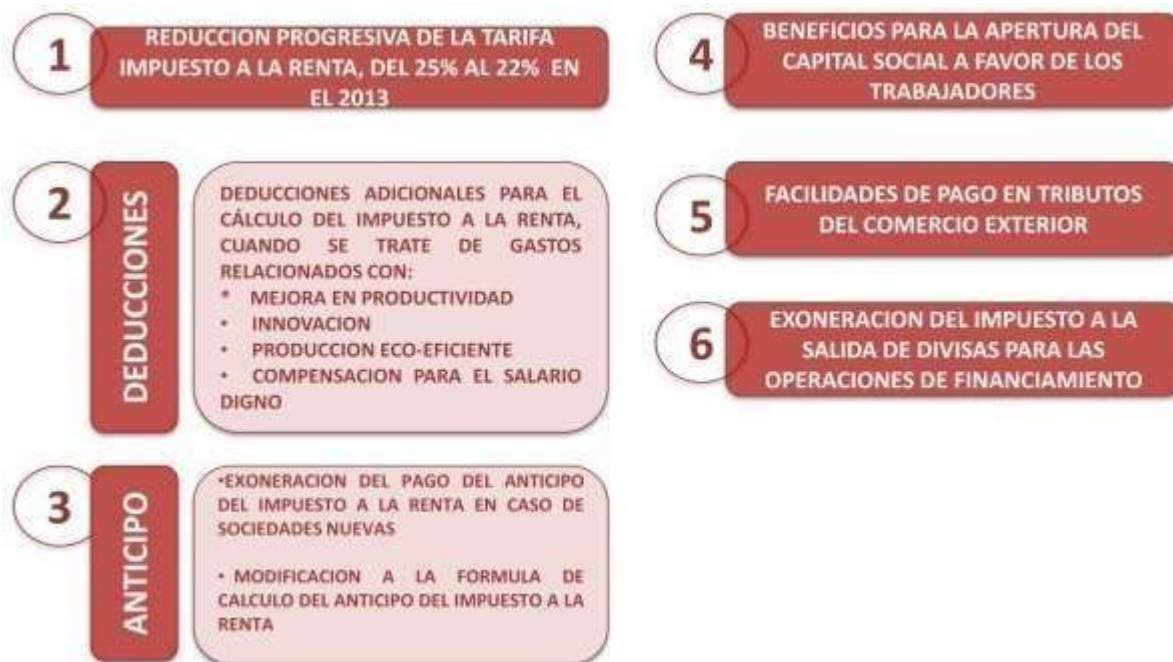 1
REDUCCION PROGRESIVA DE LA TARIFA
IMPUESTO A LA RENTA, DEL 25% AL 22% EN
EL 2013
2
DEDUCCIONES
DEDUCCIONES ADICIONALES PARA EL
CÁLCULO DEL IMPUESTO A LA RENTA,
CUANDO SE TRATE DE GASTOS
RELACIONADOS CON:
* MEJORA EN PRODUCTIVIDAD
• INNOVACION
• PRODUCCION ECO-EFICIENTE
• COMPENSACION PARA EL SALARIO
DIGNO
3
ANTICIPO
•EXONERACION DEL PAGO DEL ANTICIPO
DEL IMPUESTO A LA RENTA EN CASO DE
SOCIEDADES NUEVAS
• MODIFICACION A LA FORMULA DE
CALCULO DEL ANTICIPO DEL IMPUESTO A LA
RENTA
4
BENEFICIOS PARA LA APERTURA DEL
CAPITAL SOCIAL A FAVOR DE LOS
TRABAJADORES
5
FACILIDADES DE PAGO EN TRIBUTOS
DEL COMERCIO EXTERIOR
6
EXONERACION DEL IMPUESTO A LA
SALIDA DE DIVISAS PARA LAS
OPERACIONES DE FINANCIAMIENTO